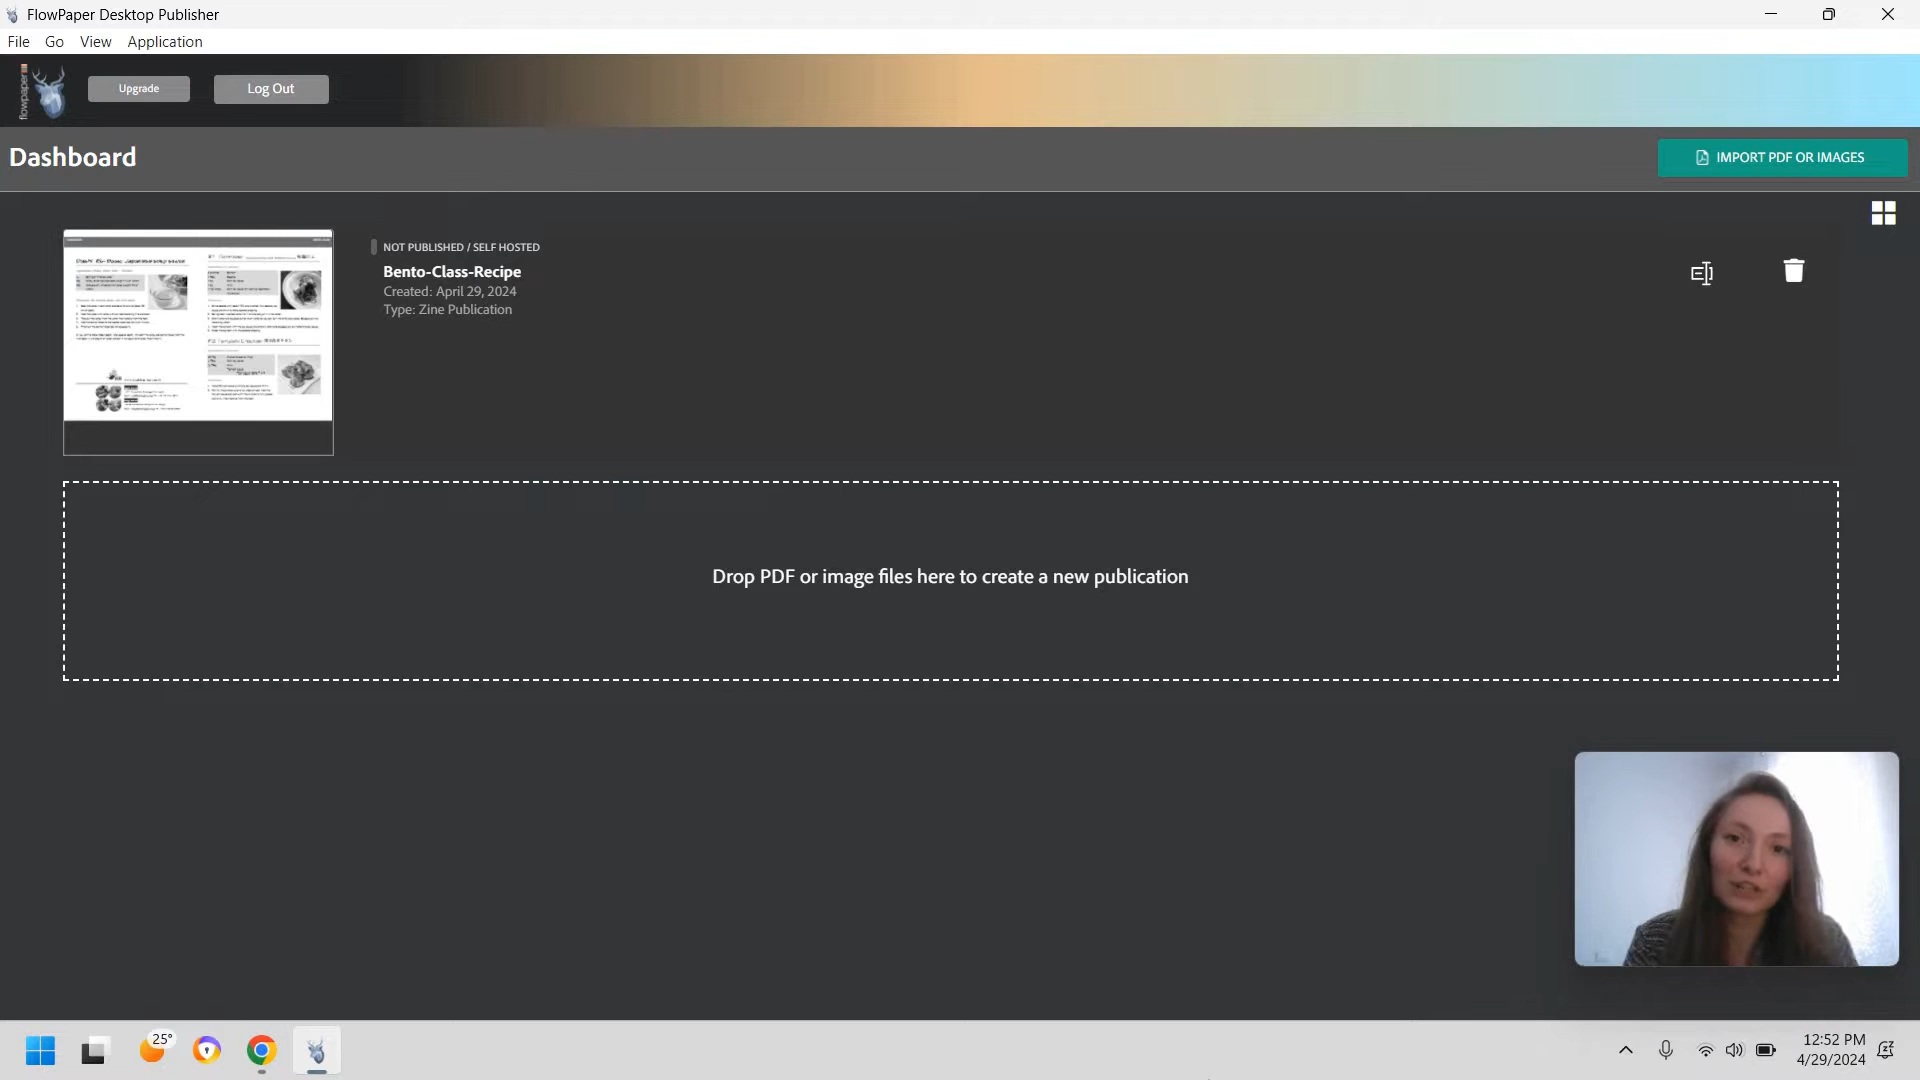 FlowPaper Desktop Publisher
File Go View Application
flowpaper
Upgrade
Log Out
Dashboard
IMPORT PDF OR IMAGES
NOT PUBLISHED / SELF HOSTED
Bento-Class-Recipe
Created: April 29, 2024
Type: Zine Publication
Drop PDF or image files here to create a new publication
25°
12:52 PM
4/29/2024